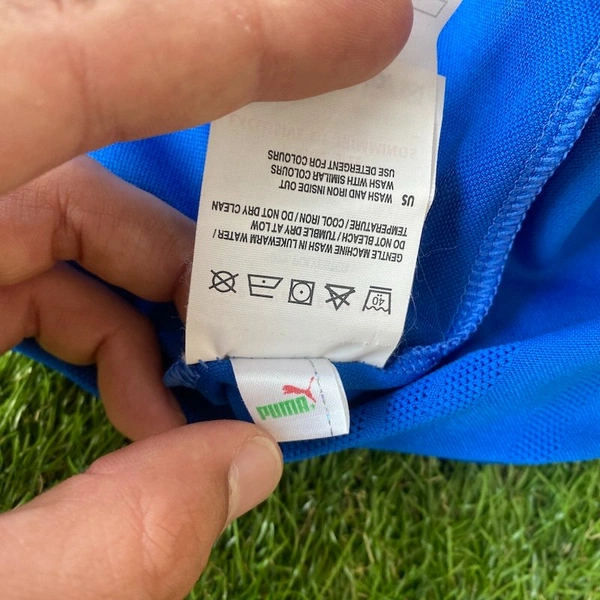 GENTLE MACHINE WASH IN LUKEWARM WATER /
DO NOT BLEACH / TUMBLE DRY AT LOW
TEMPERATURE / COOL IRON / DO NOT DRY CLEAN
US WASH AND IRON INSIDE OUT
WASH WITH SIMILAR COLOURS
USE DETERGENT FOR COLOURS
40
PUMA